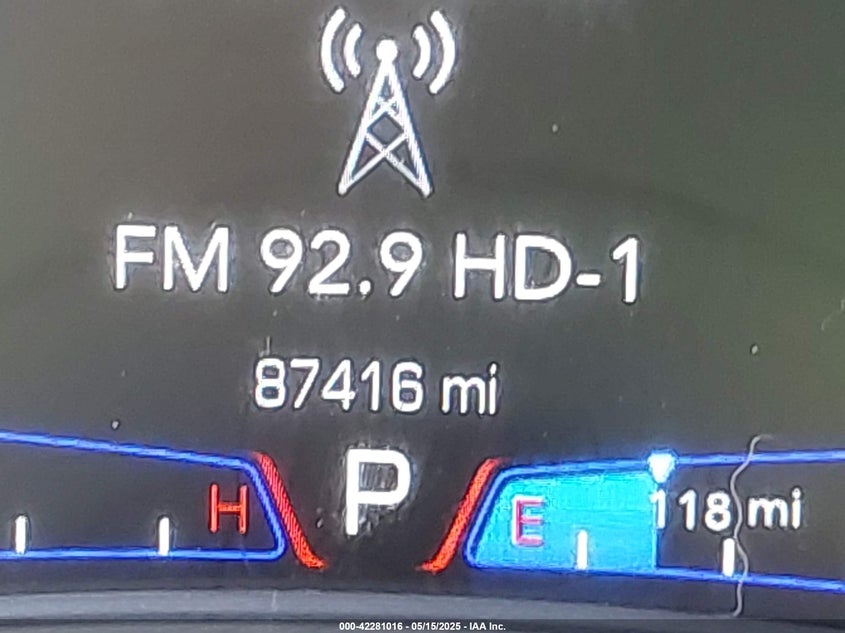 FM 92.9 HD-1
87416 mi
H P E 118 mi
000-42281016 - 05/15/2025 - IAA Inc.